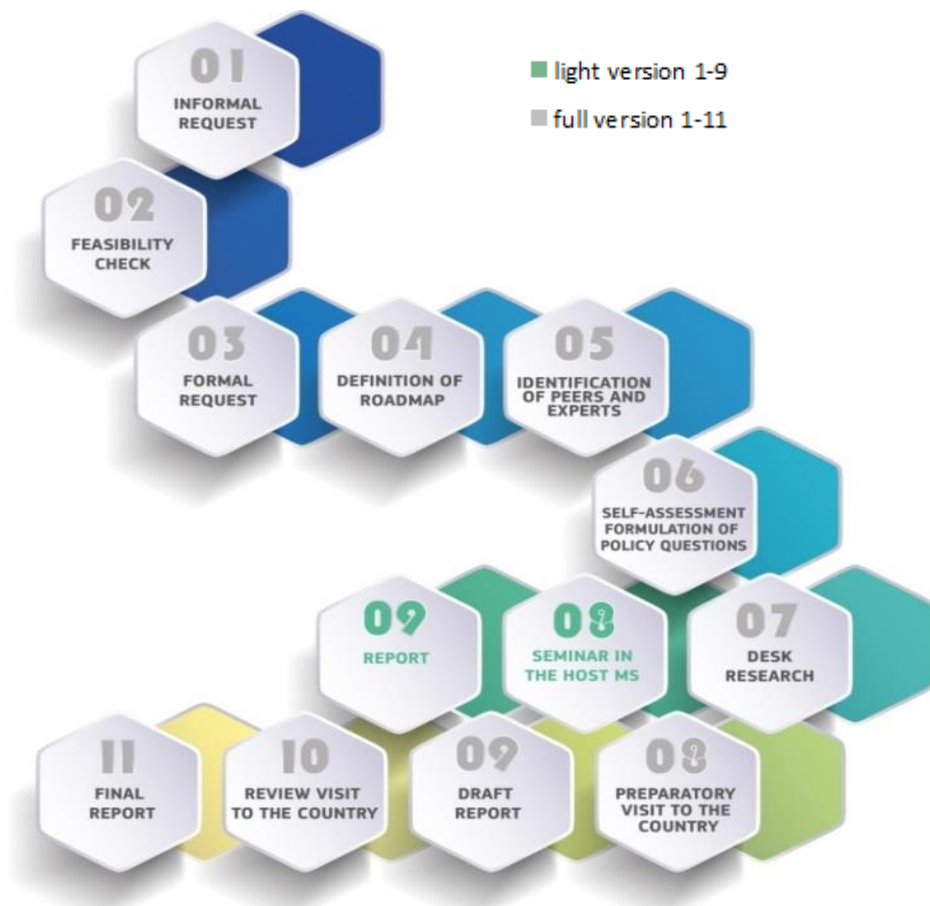 01
INFORMAL
REQUEST
light version 1-9
full version 1-11
02
FEASIBILITY
CHECK
03
FORMAL
REQUEST
04
DEFINITION OF
ROADMAP
05
IDENTIFICATION
OF PEERS AND
EXPERTS
06
SELF-ASSESSMENT
FORMULATION OF
POLICY QUESTIONS
07
DESK
RESEARCH
08
SEMINAR IN
THE HOST MS
09
REPORT
08
PREPARATORY
VISIT TO THE
COUNTRY
09
DRAFT
REPORT
10
REVIEW VISIT
TO THE COUNTRY
11
FINAL
REPORT